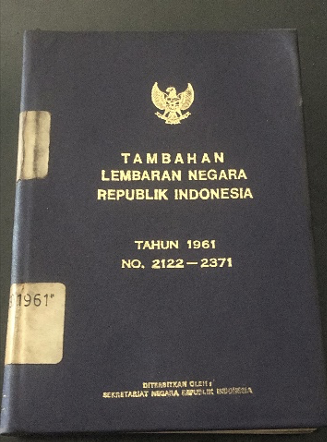 TAMBAHAN
LEMBARAN NEGARA
REPUBLIK INDONESIA
TAHUN 1961
NO. 2122—2371
1961"
DITERBITKAN OLEH :
SEKRETARIAT NEGARA REPUBLIK INDONESIA